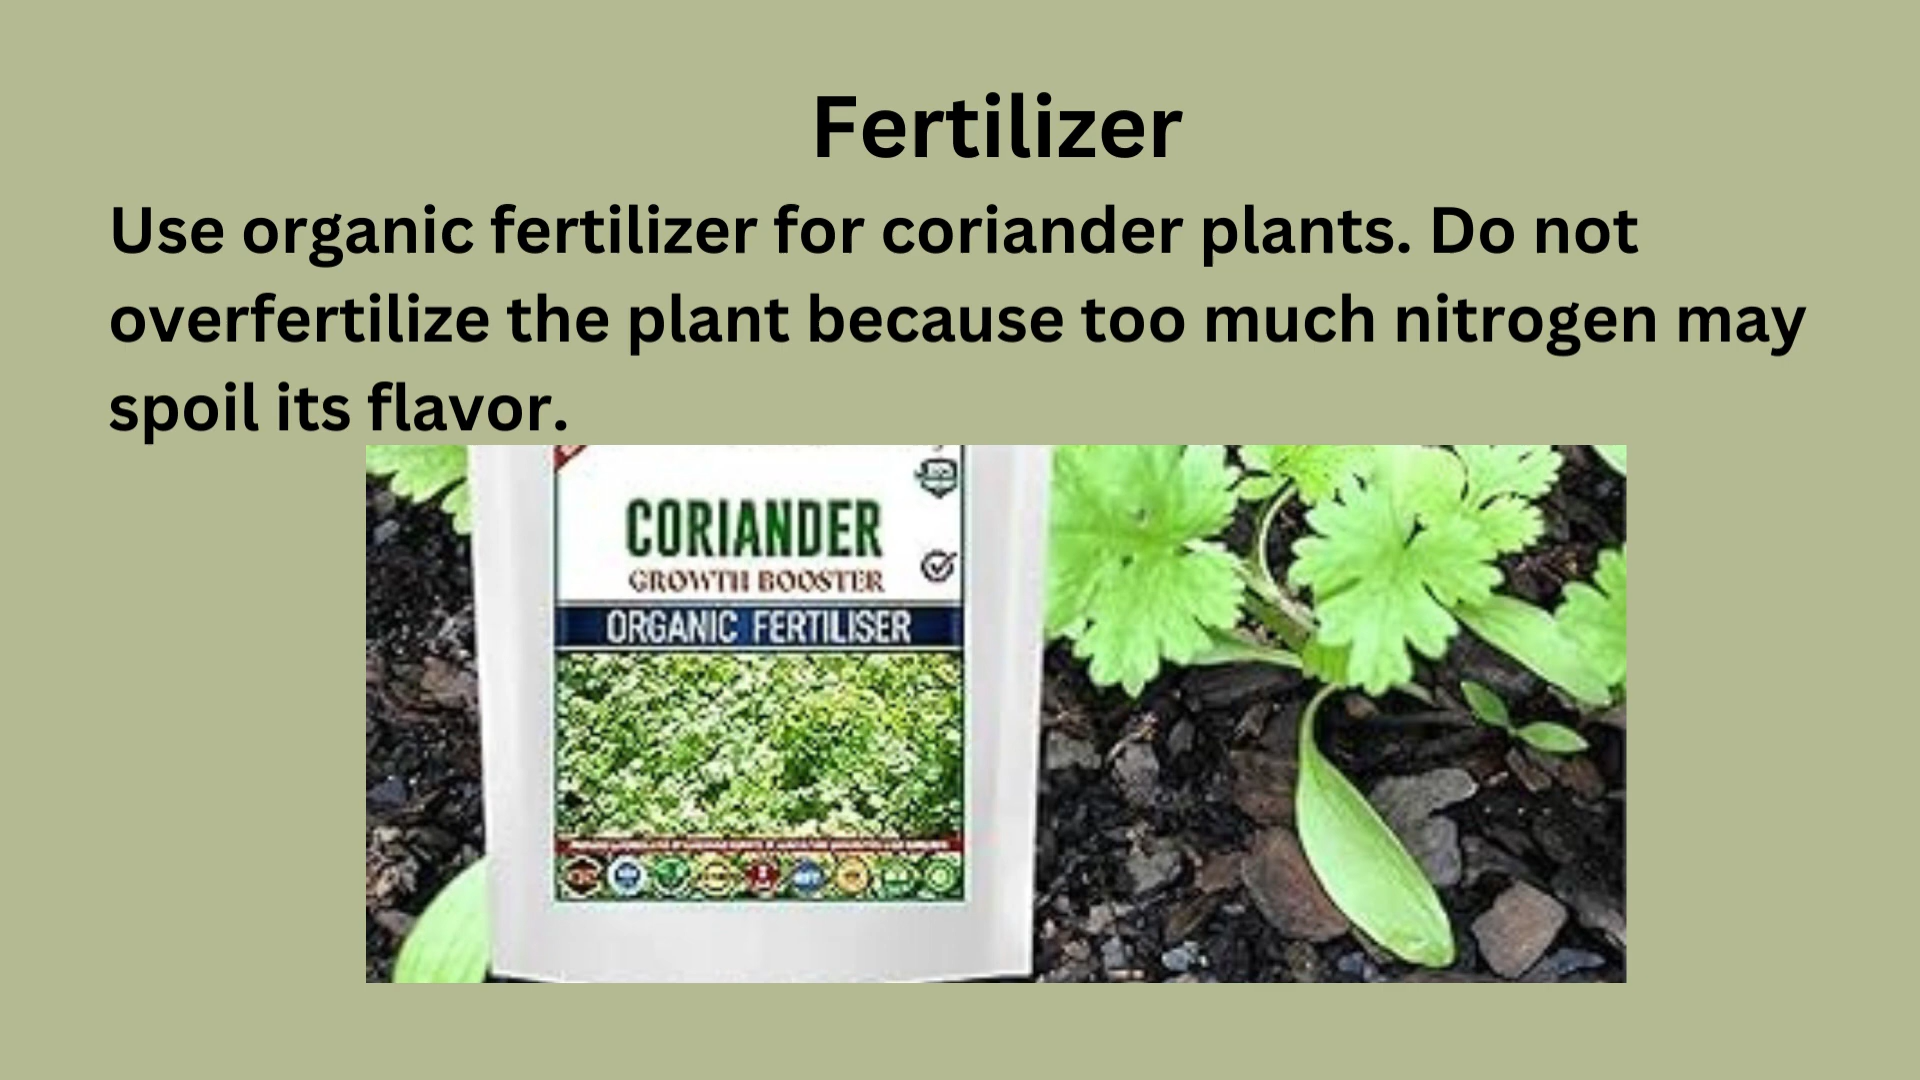 Fertilizer
Use organic fertilizer for coriander plants. Do not
overfertilize the plant because too much nitrogen may
spoil its flavor.
CORIANDER
GROWTH BOOSTER
ORGANIC FERTILISER